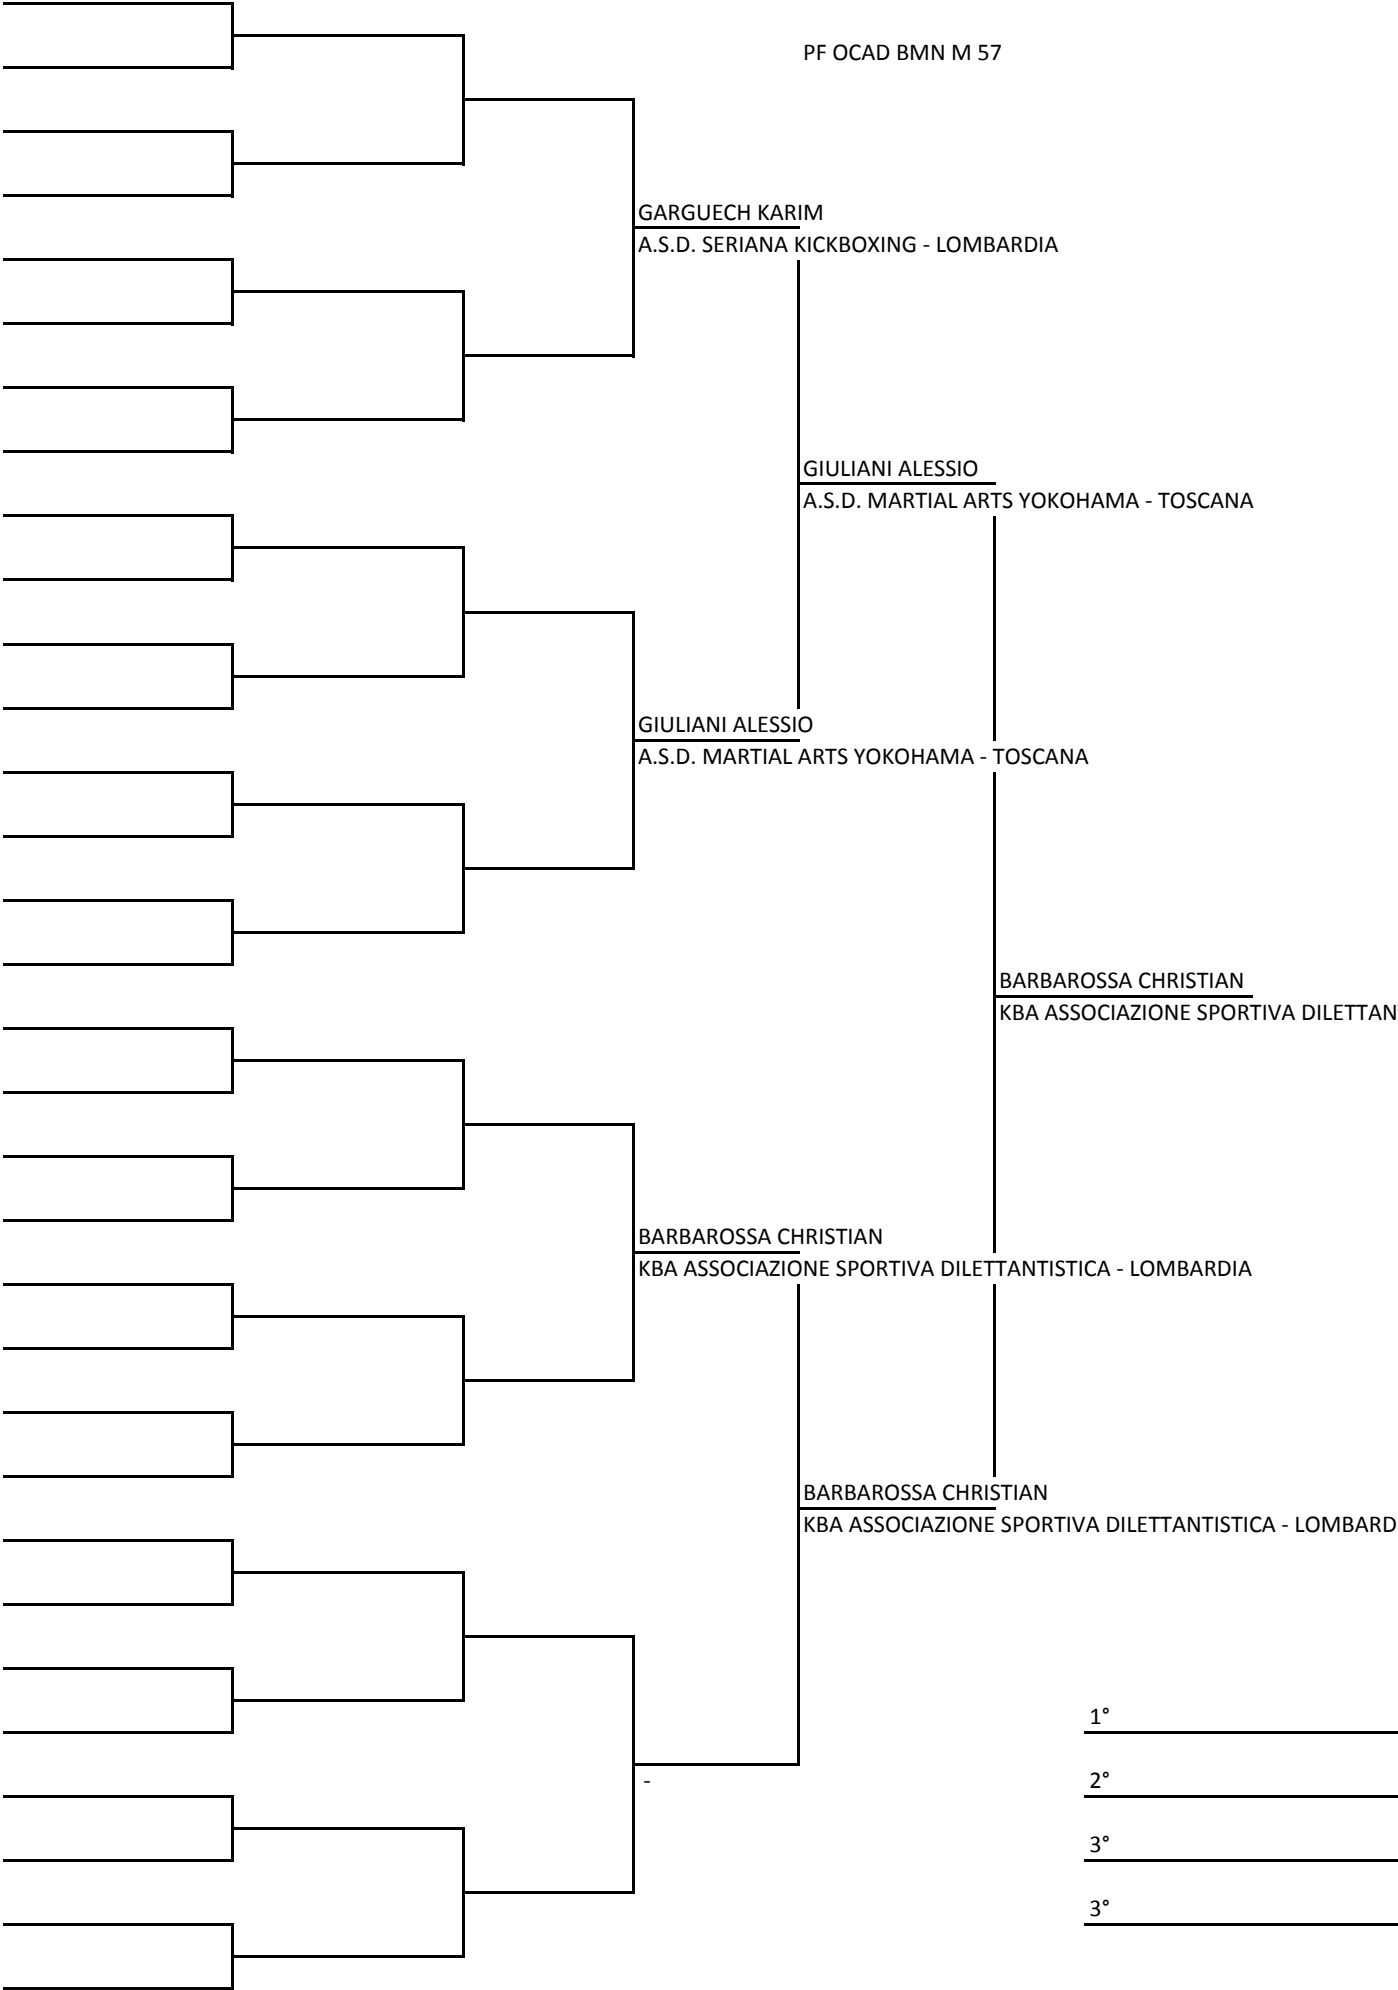 PF OCAD BMN M 57
GARGUECH KARIM
A.S.D. SERIANA KICKBOXING - LOMBARDIA
GIULIANI ALESSIO
A.S.D. MARTIAL ARTS YOKOHAMA - TOSCANA
GIULIANI ALESSIO
A.S.D. MARTIAL ARTS YOKOHAMA - TOSCANA
BARBAROSSA CHRISTIAN
KBA ASSOCIAZIONE SPORTIVA DILETTAN
BARBAROSSA CHRISTIAN
KBA ASSOCIAZIONE SPORTIVA DILETTANTISTICA - LOMBARDIA
BARBAROSSA CHRISTIAN
KBA ASSOCIAZIONE SPORTIVA DILETTANTISTICA - LOMBARD
1°
-
2°
3°
3°